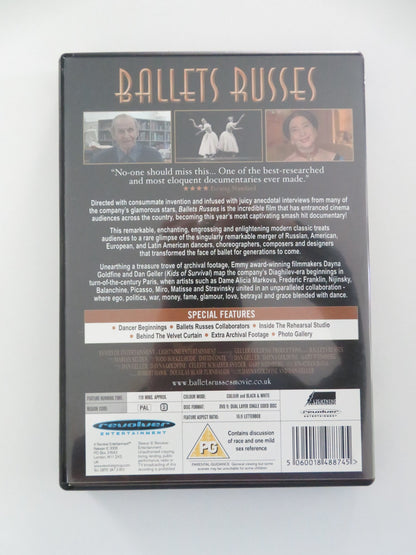 BALLETS RUSSES
"No-one should miss this... One of the best-researched
and most eloquent documentaries ever made."
★★★★ Evening Standard
Directed with consummate invention and infused with juicy anecdotal interviews from many of
the company's glamorous stars, Ballets Russes is the incredible film that has entranced cinema
audiences across the country, becoming this year's most captivating smash hit documentary!
This remarkable, enchanting, engrossing and enlightening modern classic treats
audiences to a rare glimpse of the singularly remarkable merger of Russian, American,
European, and Latin American dancers, choreographers, composers and designers
that transformed the face of ballet for generations to come.
Unearthing a treasure trove of archival footage. Emmy award-winning filmmakers Dayna
Goldfine and Dan Geller (Kids of Survival) map the company's Diaghilev-era beginnings in
turn-of-the-century Paris, when artists such as Dame Alicia Markova, Frederic Franklin, Nijinsky,
Balanchine, Picasso, Miro, Matisse and Stravinsky united in an unparalleled collaboration -
where ego, politics, war, money, fame, glamour, love, betrayal and grace blended with dance.
SPECIAL FEATURES
• Dancer Beginnings • Ballets Russes Collaborators • Inside The Rehearsal Studio
• Behind The Velvet Curtain • Extra Archival Footage • Photo Gallery
www.balletsrussesmovie.co.uk
FEATURE RUNNING TIME: 118 MINS. APPROX. COLOUR MODE: COLOUR and BLACK & WHITE
REGION CODE: PAL 2 DISC FORMAT: DVD 9: DUAL LAYER SINGLE SIDED DISC
FEATURE ASPECT RATIO: 16:9 LETTERBOX
revolver
ENTERTAINMENT
PG
PARENTAL GUIDANCE
Contains discussion
of race and one mild
sex reference
revolver
5 060018 488745 >